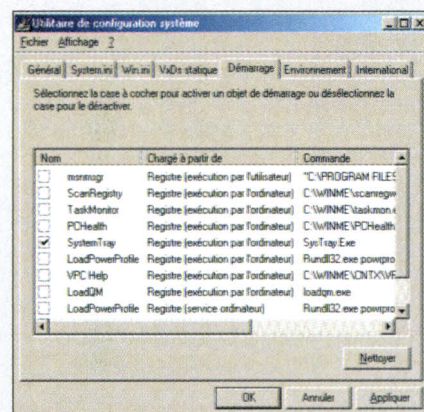 Utilitaire de configuration système
Fichier Affichage ?
Général System.ini Win.ini VxDs statique Démarrage Environnement International
Sélectionnez la case à cocher pour activer un objet de démarrage ou désélectionnez la
case pour le désactiver.
Nom Chargé à partir de Commande
msnmsgr Registre (exécution par l'utilisateur) "C:\PROGRAM FILES
ScanRegistry Registre (exécution par l'ordinateur) C:\WINME\scanregw
TaskMonitor Registre (exécution par l'ordinateur) C:\WINME\taskmon.e
PCHealth Registre (exécution par l'ordinateur) C:\WINME\PCHealth
SystemTray Registre (exécution par l'ordinateur) SysTray.Exe
LoadPowerProfile Registre (exécution par l'ordinateur) Rundll32.exe powrpro
VPC Help Registre (exécution par l'ordinateur) C:\WINME\CNTX\VF
LoadQM Registre (exécution par l'ordinateur) loadqm.exe
LoadPowerProfile Registre (service ordinateur) Rundll32.exe powrpro
Nettoyer
OK Annuler Appliquer